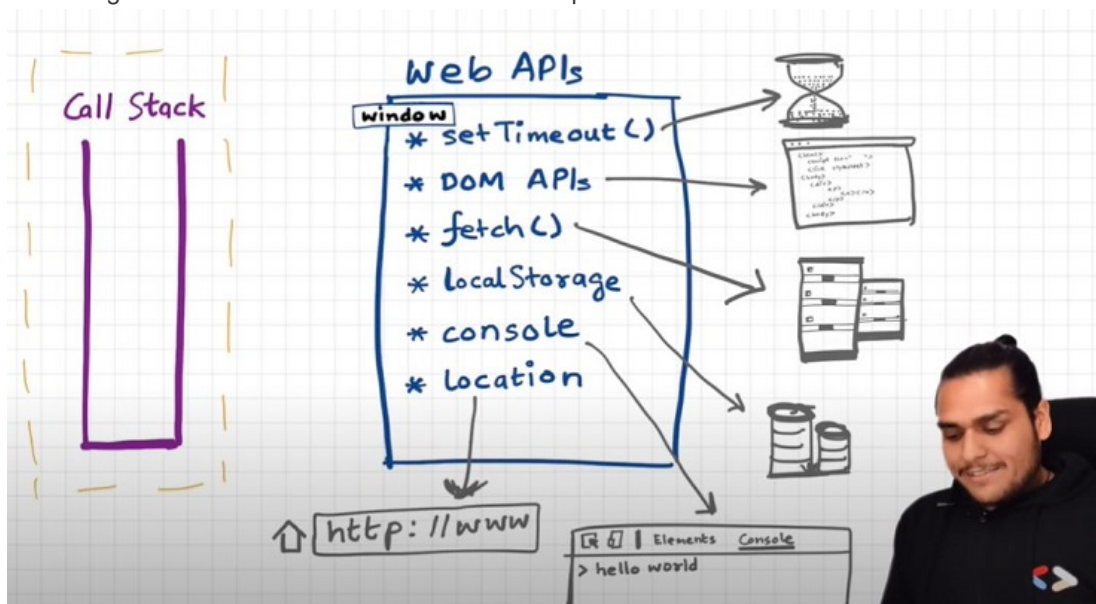 Call Stack
Web APIs
window
* setTimeout()
* DOM APIs
* fetch()
* localStorage
* console
* location
http://www
Elements Console
> hello world